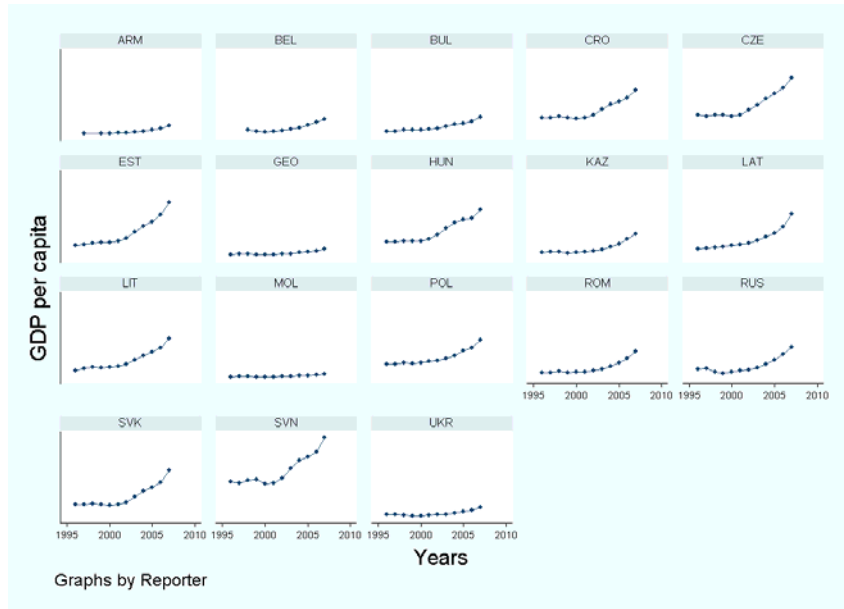 ARM BEL BUL CRO CZE
EST GEO HUN KAZ LAT
GDP per capita
LIT MOL POL ROM RUS
1995 2000 2005 2010 1995 2000 2005 2010
SVK SVN UKR
1995 2000 2005 2010 1995 2000 2005 2010 1995 2000 2005 2010
Years
Graphs by Reporter